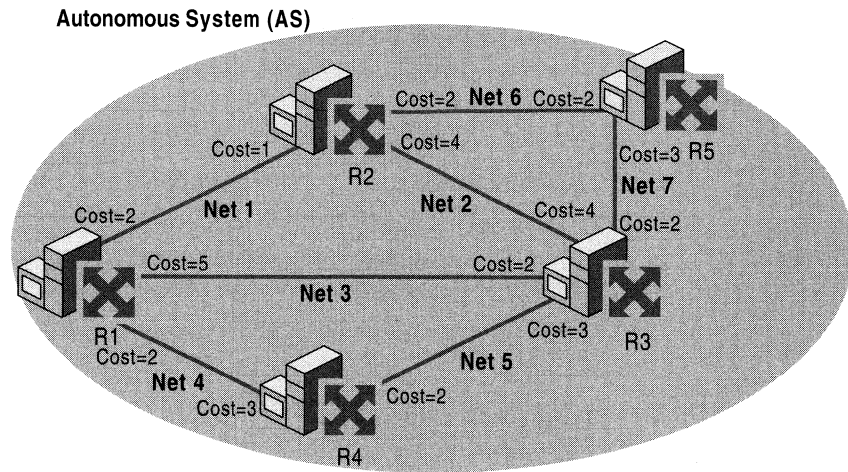 Autonomous System (AS)
Cost=2 Net 6 Cost=2
R5
Cost=1
Cost=4
R2
Cost=3
Net 7
Net 1
Net 2
Cost=4
Cost=2
Cost=2
Cost=5
Cost=2
Net 3
R1
Cost=2
Net 4
Cost=3
R4
Cost=2
Net 5
Cost=3
R3